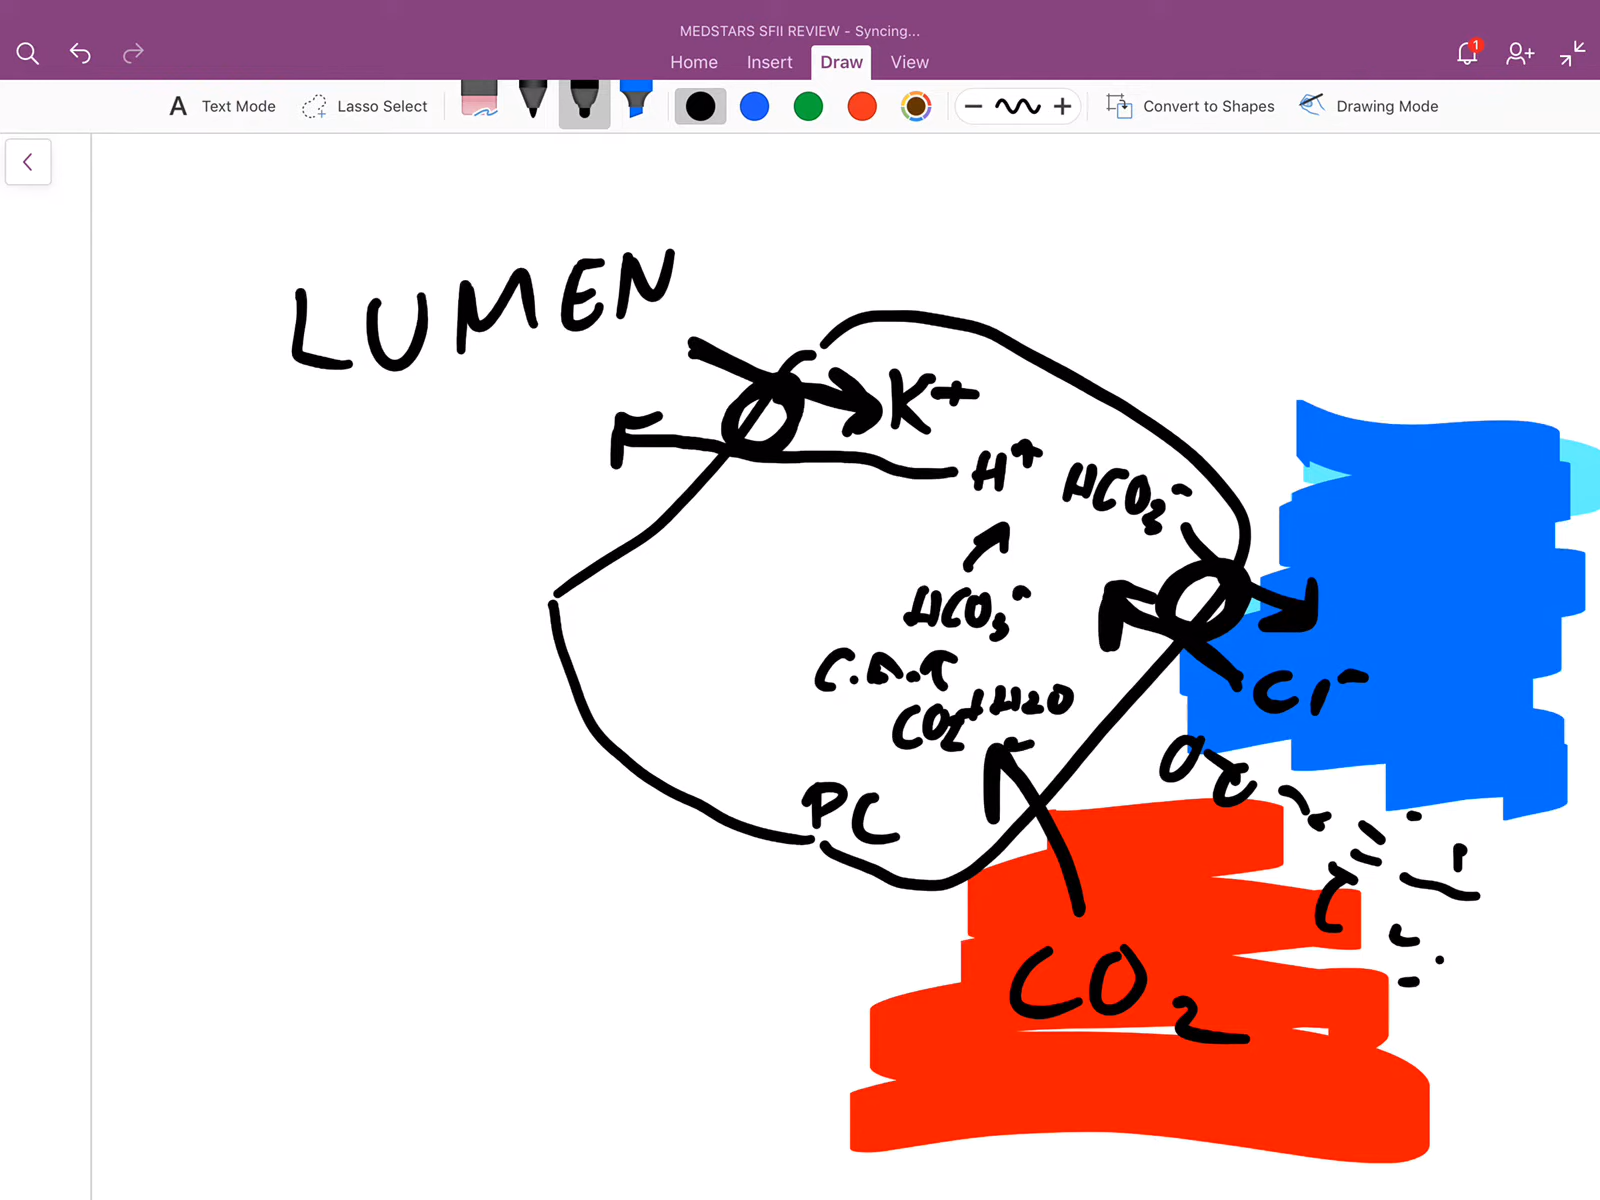 MEDSTARS SFII REVIEW - Syncing...
1
Home Insert Draw View
A Text Mode Lasso Select Convert to Shapes Drawing Mode
LUMEN
K+
H+ HCO3-
HCO3-
CO2+H2O
Cl-
PC
CO2